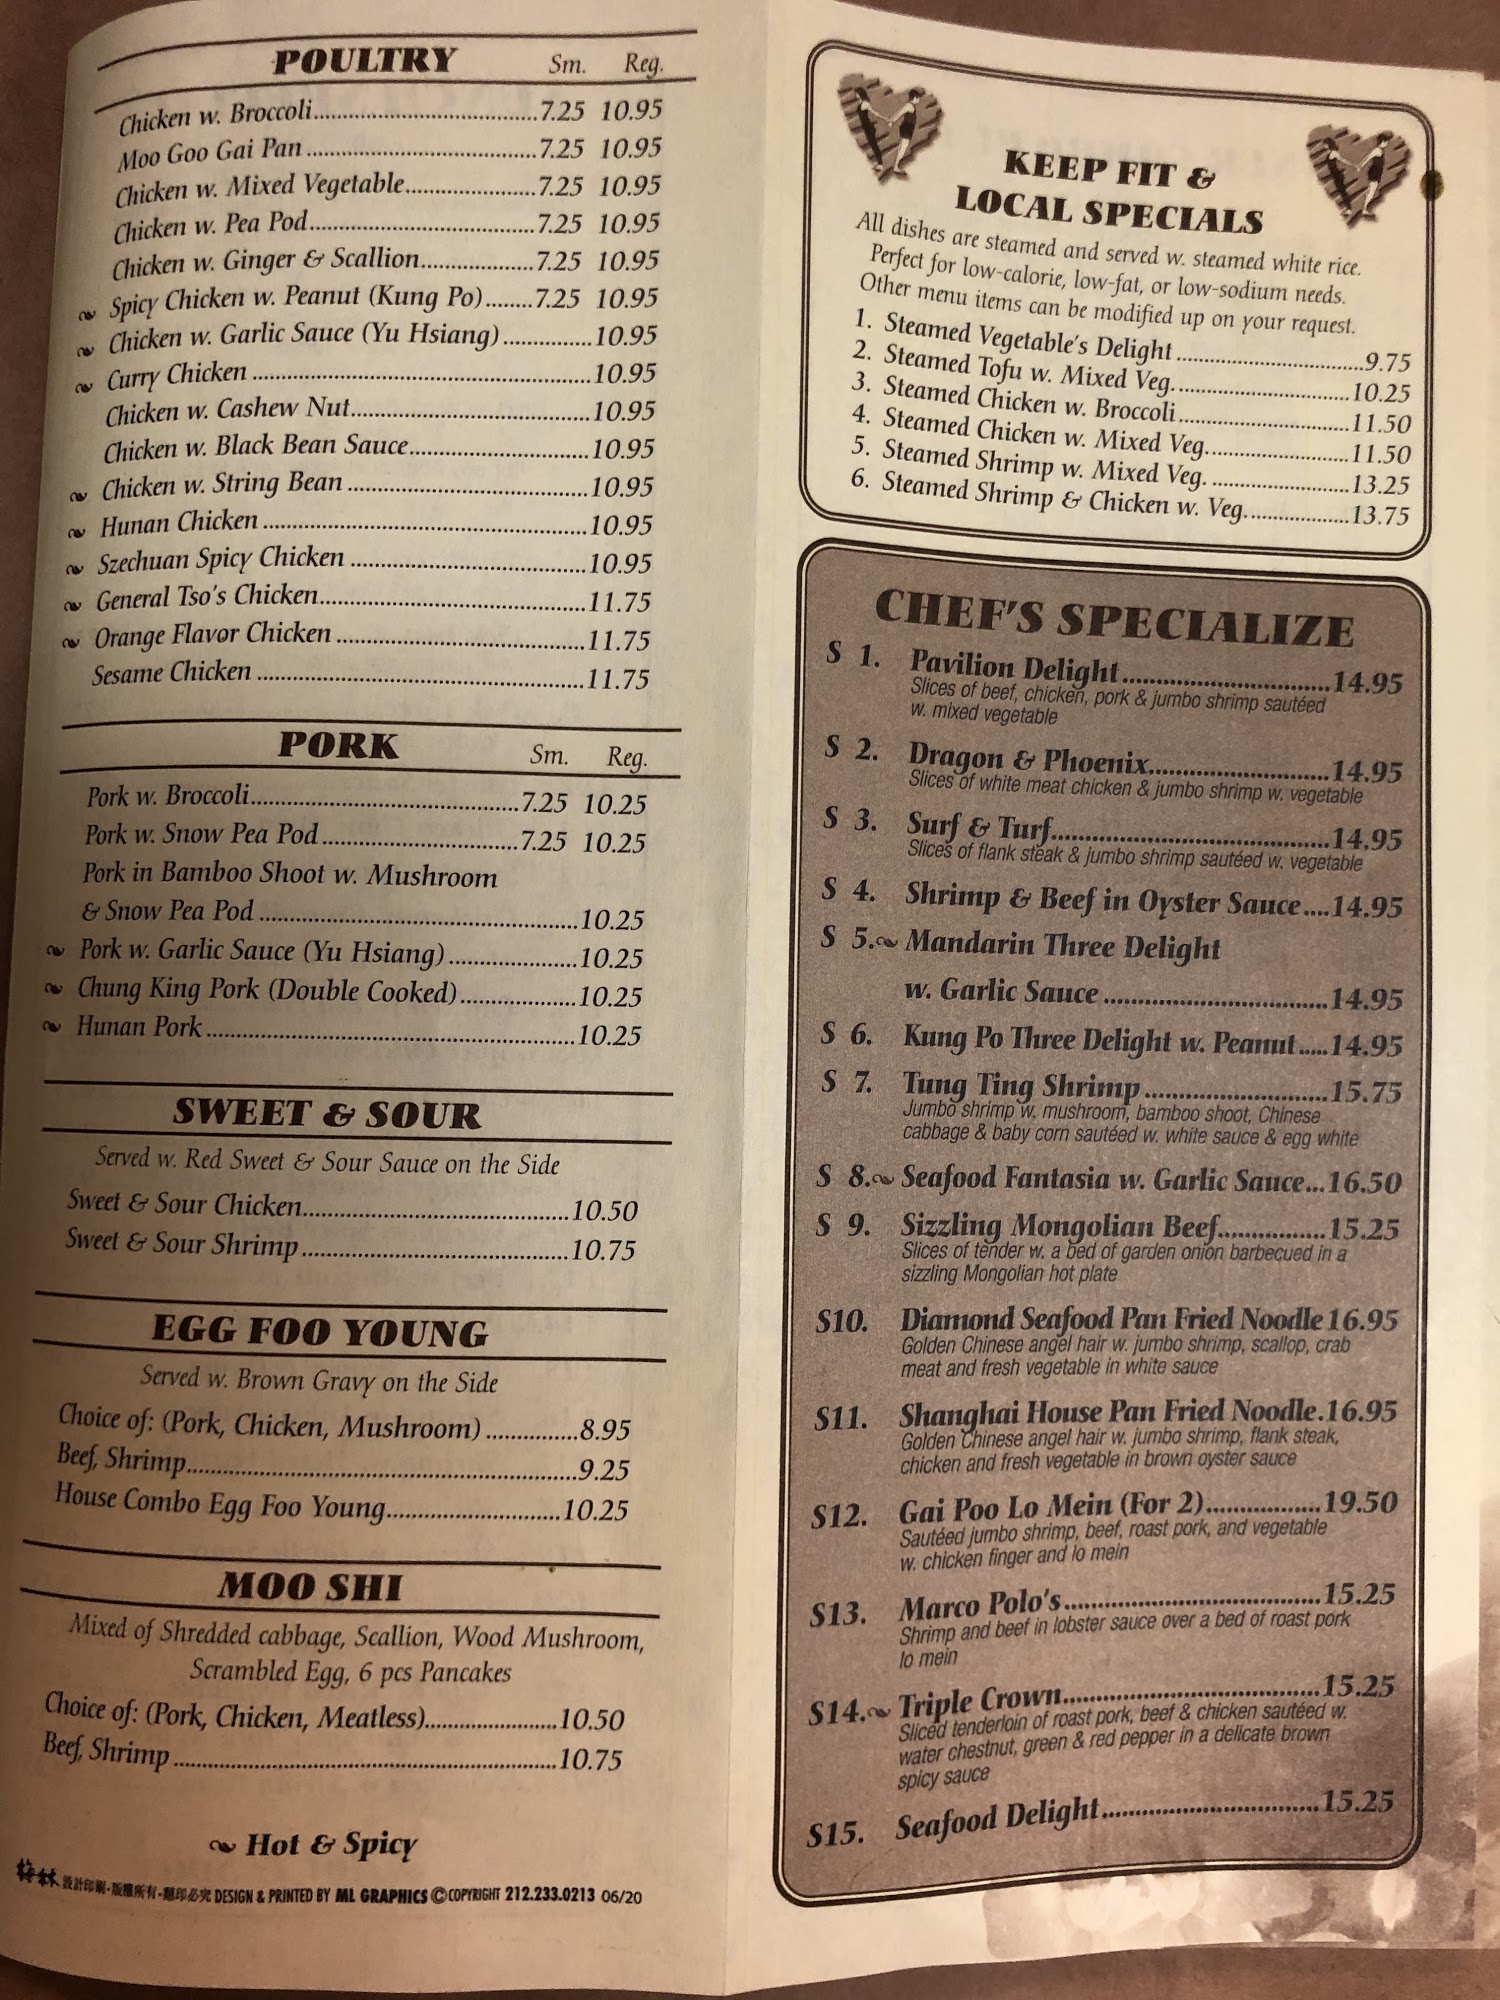 POULTRY Sm. Reg.
Chicken w. Broccoli 7.25 10.95
Moo Goo Gai Pan 7.25 10.95
Chicken w. Mixed Vegetable 7.25 10.95
Chicken w. Pea Pod 7.25 10.95
Chicken w. Ginger & Scallion 7.25 10.95
Spicy Chicken w. Peanut (Kung Po) 7.25 10.95
Chicken w. Garlic Sauce (Yu Hsiang) 10.95
Curry Chicken 10.95
Chicken w. Cashew Nut 10.95
Chicken w. Black Bean Sauce 10.95
Chicken w. String Bean 10.95
Hunan Chicken 10.95
Szechuan Spicy Chicken 10.95
General Tso's Chicken 11.75
Orange Flavor Chicken 11.75
Sesame Chicken 11.75
PORK Sm. Reg.
Pork w. Broccoli 7.25 10.25
Pork w. Snow Pea Pod 7.25 10.25
Pork in Bamboo Shoot w. Mushroom
& Snow Pea Pod 10.25
Pork w. Garlic Sauce (Yu Hsiang) 10.25
Chung King Pork (Double Cooked) 10.25
Hunan Pork 10.25
SWEET & SOUR
Served w. Red Sweet & Sour Sauce on the Side
Sweet & Sour Chicken 10.50
Sweet & Sour Shrimp 10.75
EGG FOO YOUNG
Served w. Brown Gravy on the Side
Choice of: (Pork, Chicken, Mushroom) 8.95
Beef, Shrimp 9.25
House Combo Egg Foo Young 10.25
MOO SHI
Mixed of Shredded cabbage, Scallion, Wood Mushroom,
Scrambled Egg, 6 pcs Pancakes
Choice of: (Pork, Chicken, Meatless) 10.50
Beef, Shrimp 10.75
Hot & Spicy
設計印刷·版權所有·翻印必究 DESIGN & PRINTED BY ML GRAPHICS ©COPYRIGHT 212.233.0213 06/20
KEEP FIT &
LOCAL SPECIALS
All dishes are steamed and served w. steamed white rice.
Perfect for low-calorie, low-fat, or low-sodium needs.
Other menu items can be modified up on your request.
1. Steamed Vegetable's Delight 9.75
2. Steamed Tofu w. Mixed Veg. 10.25
3. Steamed Chicken w. Broccoli 11.50
4. Steamed Chicken w. Mixed Veg. 11.50
5. Steamed Shrimp w. Mixed Veg. 13.25
6. Steamed Shrimp & Chicken w. Veg. 13.75
CHEF'S SPECIALIZE
S 1. Pavilion Delight 14.95
Slices of beef, chicken, pork & jumbo shrimp sautéed
w. mixed vegetable
S 2. Dragon & Phoenix 14.95
Slices of white meat chicken & jumbo shrimp w. vegetable
S 3. Surf & Turf 14.95
Slices of flank steak & jumbo shrimp sautéed w. vegetable
S 4. Shrimp & Beef in Oyster Sauce 14.95
S 5. Mandarin Three Delight
w. Garlic Sauce 14.95
S 6. Kung Po Three Delight w. Peanut 14.95
S 7. Tung Ting Shrimp 15.75
Jumbo shrimp w. mushroom, bamboo shoot, Chinese
cabbage & baby corn sautéed w. white sauce & egg white
S 8. Seafood Fantasia w. Garlic Sauce 16.50
S 9. Sizzling Mongolian Beef 15.25
Slices of tender w. a bed of garden onion barbecued in a
sizzling Mongolian hot plate
S10. Diamond Seafood Pan Fried Noodle 16.95
Golden Chinese angel hair w. jumbo shrimp, scallop, crab
meat and fresh vegetable in white sauce
S11. Shanghai House Pan Fried Noodle 16.95
Golden Chinese angel hair w. jumbo shrimp, flank steak,
chicken and fresh vegetable in brown oyster sauce
S12. Gai Poo Lo Mein (For 2) 19.50
Sautéed jumbo shrimp, beef, roast pork, and vegetable
w. chicken finger and lo mein
S13. Marco Polo's 15.25
Shrimp and beef in lobster sauce over a bed of roast pork
lo mein
S14. Triple Crown 15.25
Sliced tenderloin of roast pork, beef & chicken sautéed w.
water chestnut, green & red pepper in a delicate brown
spicy sauce
S15. Seafood Delight 15.25